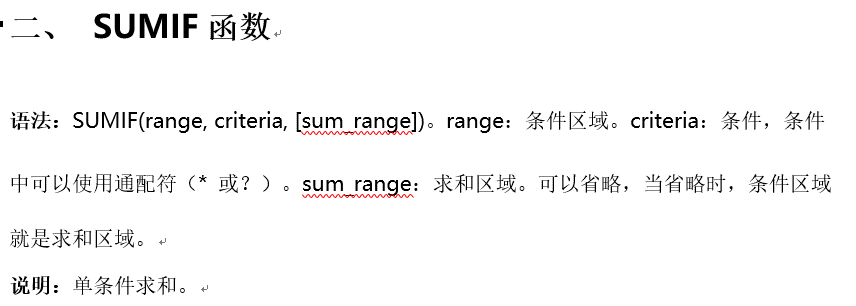 二、 SUMIF 函数
语法：SUMIF(range, criteria, [sum_range])。range：条件区域。criteria：条件，条件
中可以使用通配符（* 或？）。sum_range：求和区域。可以省略，当省略时，条件区域
就是求和区域。
说明：单条件求和。